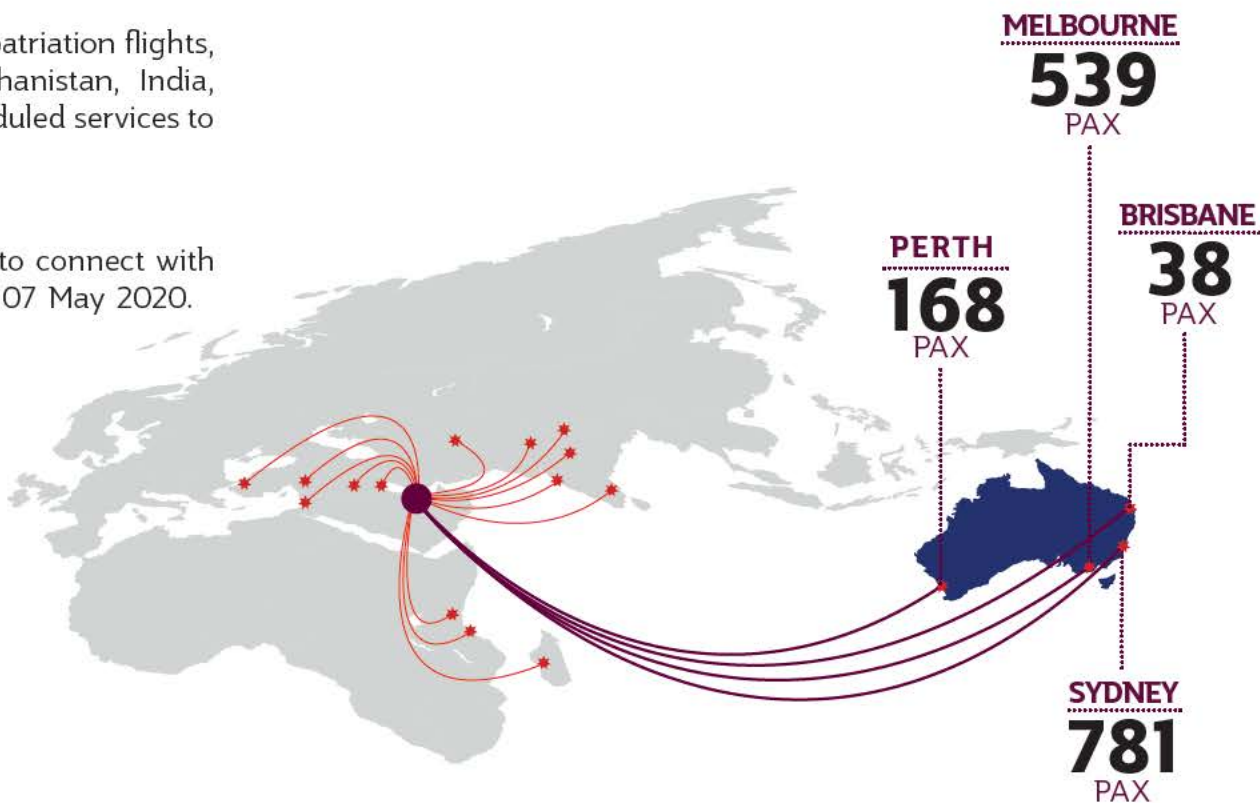 atriation flights,
hanistan, India,
duled services to
to connect with
07 May 2020.
MELBOURNE
539
PAX
BRISBANE
38
PAX
PERTH
168
PAX
SYDNEY
781
PAX